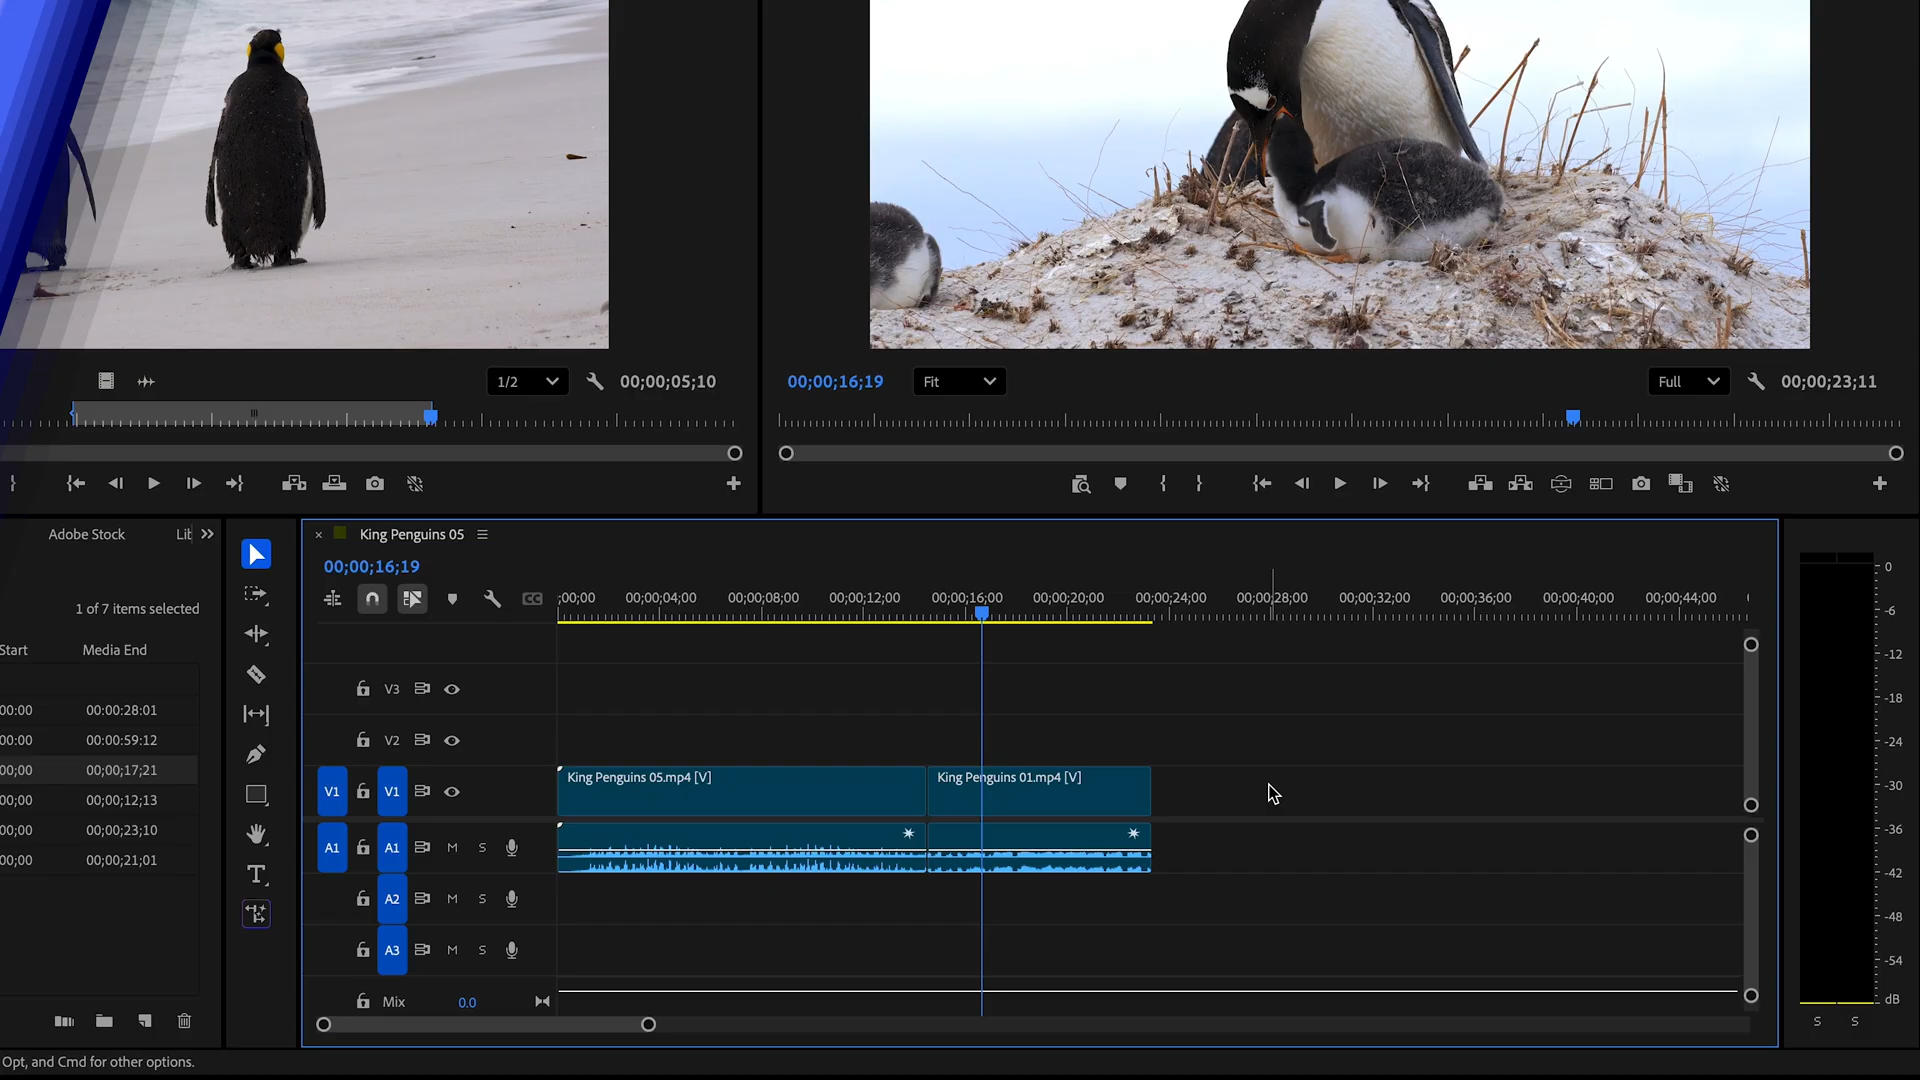 1/2
00;00;05;10
00;00;16;19
Fit
Full
00;00;23;11
Adobe Stock
1 of 7 items selected
Start
Media End
00:00
00:00:28:01
00:00
00:00:59:12
00;00
00;00;17;21
00;00
00;00;12;13
00;00
00;00;23;10
00;00
00;00;21;01
Opt, and Cmd for other options.
× King Penguins 05
00;00;16;19
CC
;00;00
00;00;04;00
00;00;08;00
00;00;12;00
00;00;16;00
00;00;20;00
00;00;24;00
00;00;28;00
00;00;32;00
00;00;36;00
00;00;40;00
00;00;44;00
V3
V2
V1 V1
King Penguins 05.mp4 [V]
King Penguins 01.mp4 [V]
A1 A1 M S
A2 M S
A3 M S
Mix 0.0
0
-6
-12
-18
-24
-30
-36
-42
-48
-54
dB
S S